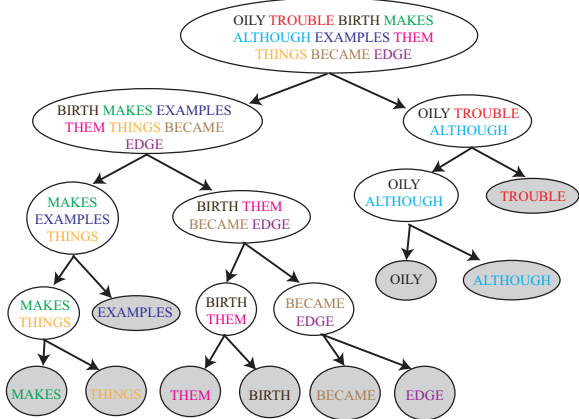 OILY TROUBLE BIRTH MAKES
ALTHOUGH EXAMPLES THEM
THINGS BECAME EDGE
BIRTH MAKES EXAMPLES
THEM THINGS BECAME
EDGE
OILY TROUBLE
ALTHOUGH
MAKES
EXAMPLES
THINGS
BIRTH THEM
BECAME EDGE
OILY
ALTHOUGH
TROUBLE
MAKES
THINGS
EXAMPLES
BIRTH
THEM
BECAME
EDGE
OILY
ALTHOUGH
MAKES
THINGS
THEM
BIRTH
BECAME
EDGE